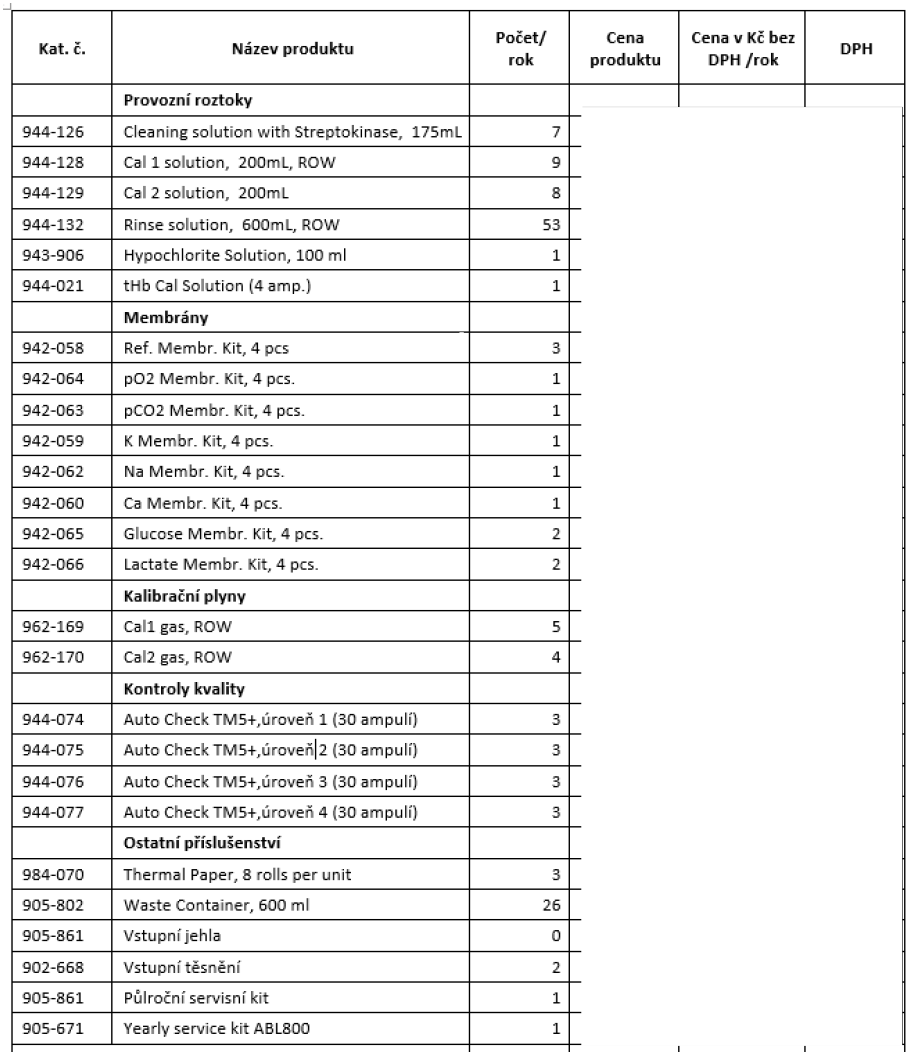 Kat. č. Název produktu Počet/ rok Cena produktu Cena v Kč bez DPH /rok DPH
Provozní roztoky
944-126 Cleaning solution with Streptokinase, 175mL 7
944-128 Cal 1 solution, 200mL, ROW 9
944-129 Cal 2 solution, 200mL 8
944-132 Rinse solution, 600mL, ROW 53
943-906 Hypochlorite Solution, 100 ml 1
944-021 tHb Cal Solution (4 amp.) 1
Membrány
942-058 Ref. Membr. Kit, 4 pcs 3
942-064 pO2 Membr. Kit, 4 pcs. 1
942-063 pCO2 Membr. Kit, 4 pcs. 1
942-059 K Membr. Kit, 4 pcs. 1
942-062 Na Membr. Kit, 4 pcs. 1
942-060 Ca Membr. Kit, 4 pcs. 1
942-065 Glucose Membr. Kit, 4 pcs. 2
942-066 Lactate Membr. Kit, 4 pcs. 2
Kalibrační plyny
962-169 Cal1 gas, ROW 5
962-170 Cal2 gas, ROW 4
Kontroly kvality
944-074 Auto Check TM5+,úroveň 1 (30 ampulí) 3
944-075 Auto Check TM5+,úroveň 2 (30 ampulí) 3
944-076 Auto Check TM5+,úroveň 3 (30 ampulí) 3
944-077 Auto Check TM5+,úroveň 4 (30 ampulí) 3
Ostatní příslušenství
984-070 Thermal Paper, 8 rolls per unit 3
905-802 Waste Container, 600 ml 26
905-861 Vstupní jehla 0
902-668 Vstupní těsnění 2
905-861 Půlroční servisní kit 1
905-671 Yearly service kit ABL800 1